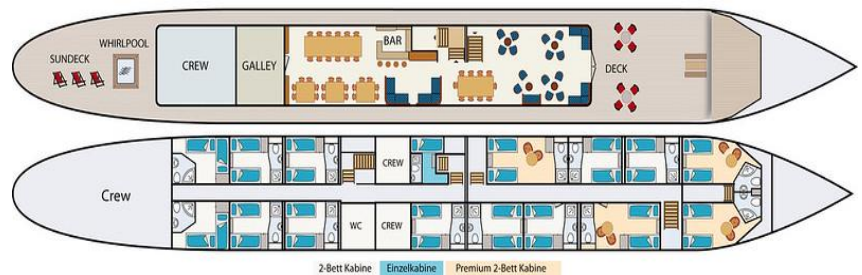 WHIRLPOOL
SUNDECK
CREW
GALLEY
BAR
DECK
Crew
CREW
WC
CREW
2-Bett Kabine Einzelkabine Premium 2-Bett Kabine